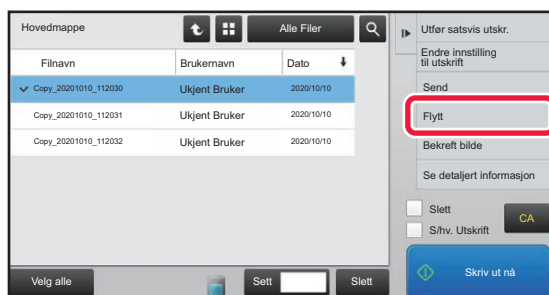 Hovedmappe
Alle Filer
Filnavn Brukernavn Dato
Copy_20201010_112030 Ukjent Bruker 2020/10/10
Copy_20201010_112031 Ukjent Bruker 2020/10/10
Copy_20201010_112032 Ukjent Bruker 2020/10/10
Velg alle
Sett
Slett
Utfør satsvis utskr.
Endre innstilling
til utskrift
Send
Flytt
Bekreft bilde
Se detaljert informasjon
Slett
S/hv. Utskrift
CA
Skriv ut nå